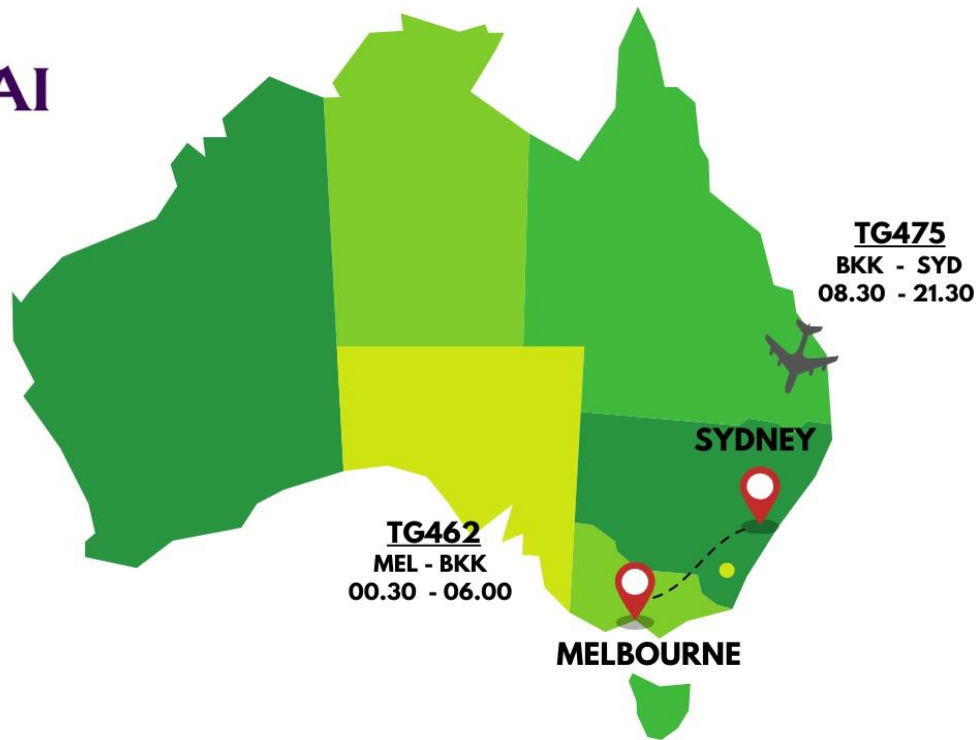 AI
TG475
BKK - SYD
08.30 - 21.30
SYDNEY
TG462
MEL - BKK
00.30 - 06.00
MELBOURNE